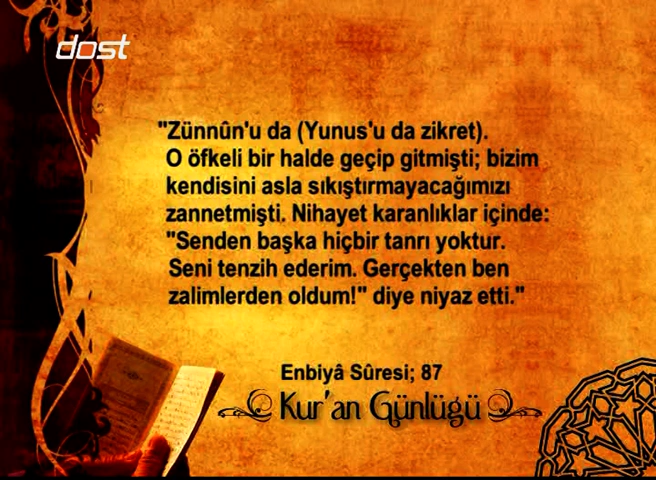 dost
"Zünnûn'u da (Yunus'u da zikret).
O öfkeli bir halde geçip gitmişti; bizim
kendisini asla sıkıştırmayacağımızı
zannetmişti. Nihayet karanlıklar içinde:
"Senden başka hiçbir tanrı yoktur.
Seni tenzih ederim. Gerçekten ben
zalimlerden oldum!" diye niyaz etti."
Enbiyâ Sûresi; 87
Kur'an Günlüğü